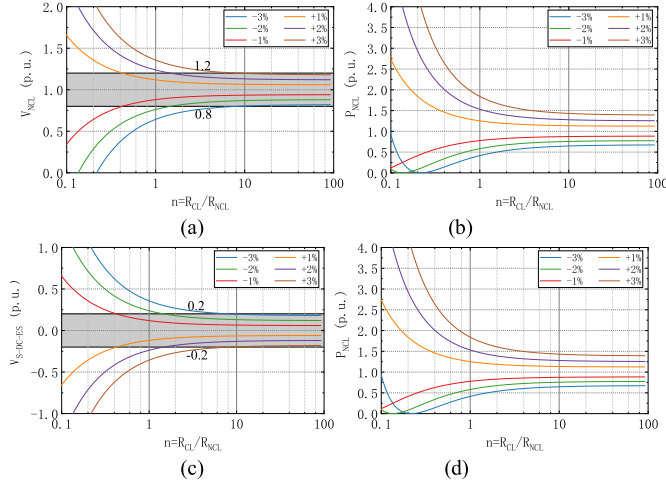 2.0
1.5
1.0
0.5
0.0
V_NCL (p.u.)
-3% +1%
-2% +2%
-1% +3%
1.2
0.8
0.1 1 10 100
n=R_CL/R_NCL
(a)
4.0
3.5
3.0
2.5
2.0
1.5
1.0
0.5
0.0
P_NCL (p.u.)
-3% +1%
-2% +2%
-1% +3%
0.1 1 10 100
n=R_CL/R_NCL
(b)
1.0
0.5
0.0
-0.5
-1.0
V_S-DC-ES (p.u.)
-3% +1%
-2% +2%
-1% +3%
0.2
-0.2
0.1 1 10 100
n=R_CL/R_NCL
(c)
4.0
3.5
3.0
2.5
2.0
1.5
1.0
0.5
0.0
P_NCL (p.u.)
-3% +1%
-2% +2%
-1% +3%
0.1 1 10 100
n=R_CL/R_NCL
(d)